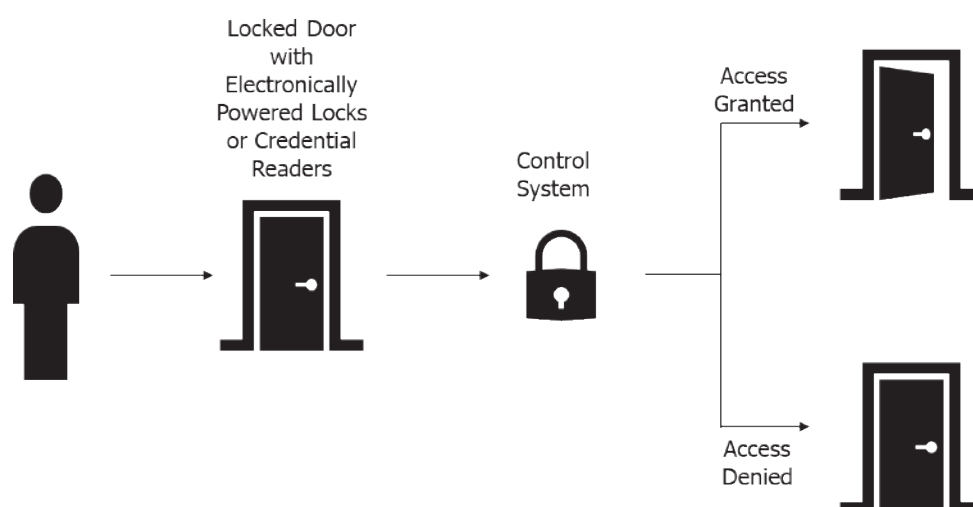 Locked Door
with
Electronically
Powered Locks
or Credential
Readers
Control
System
Access
Granted
Access
Denied